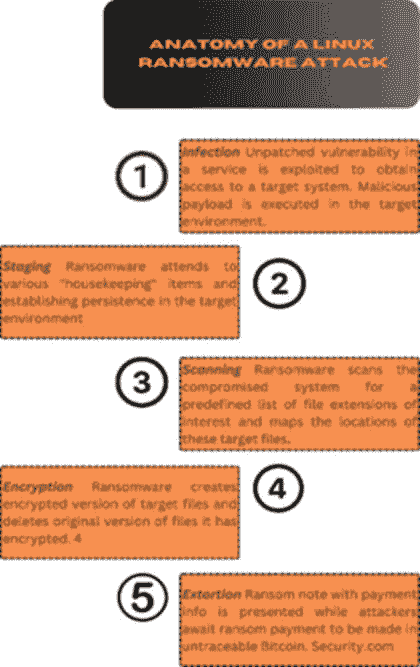 ANATOMY OF A LINUX
RANSOMWARE ATTACK
1
Infection Unpatched vulnerability in
a service is exploited to obtain
access to a target system. Malicious
payload is executed in the target
environment.
Staging Ransomware attends to
various "housekeeping" items and
establishing persistence in the target
environment
2
3
Scanning Ransomware scans the
compromised system for a
predefined list of file extensions of
interest and maps the locations of
these target files.
Encryption Ransomware creates
encrypted version of target files and
deletes original version of files it has
encrypted. 4
4
5
Extortion Ransom note with payment
info is presented while attackers
await ransom payment to be made in
untraceable Bitcoin. Security.com